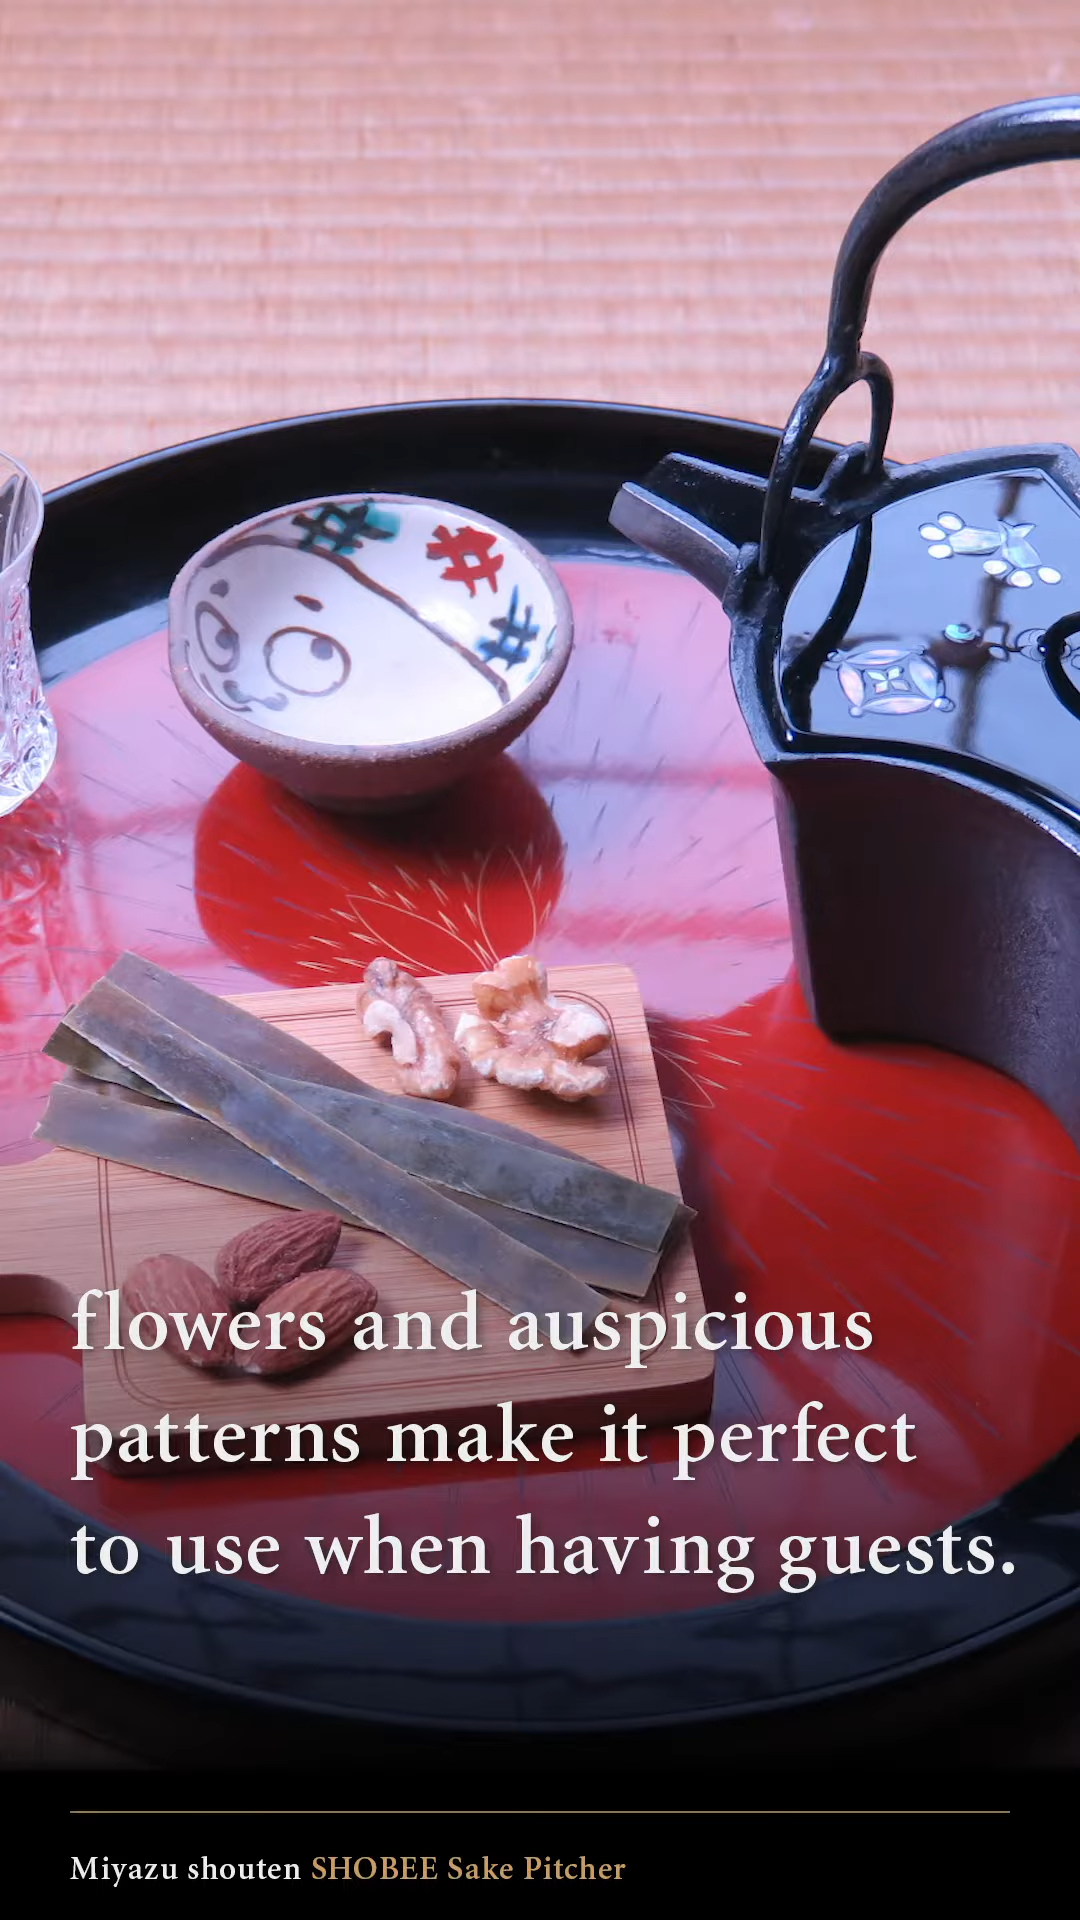 flowers and auspicious
patterns make it perfect
to use when having guests.
Miyazu shouten SHOBEE Sake Pitcher